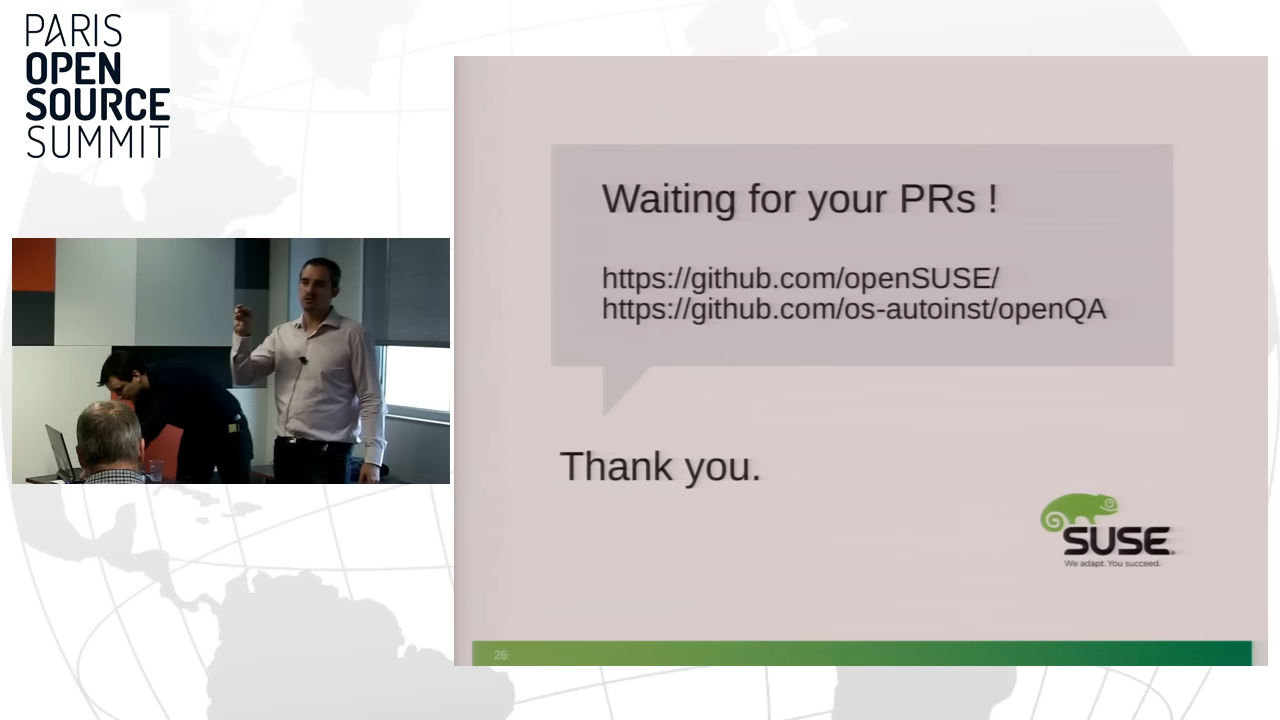 PARIS
OPEN
SOURCE
SUMMIT
Waiting for your PRs !
https://github.com/openSUSE/
https://github.com/os-autoinst/openQA
Thank you.
SUSE
We adapt. You succeed.
26